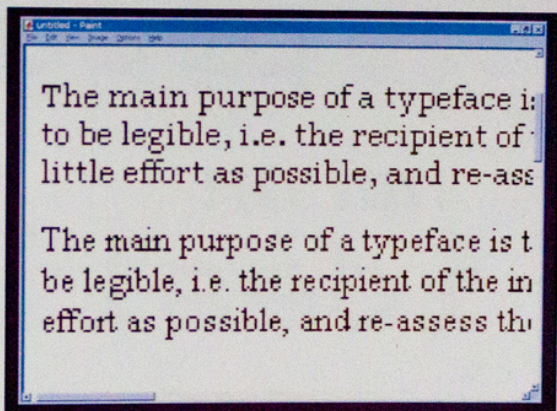 untitled - Paint
File Edit View Image Options Help
The main purpose of a typeface is
to be legible, i.e. the recipient of
little effort as possible, and re-ass
The main purpose of a typeface is t
be legible, i.e. the recipient of the in
effort as possible, and re-assess the